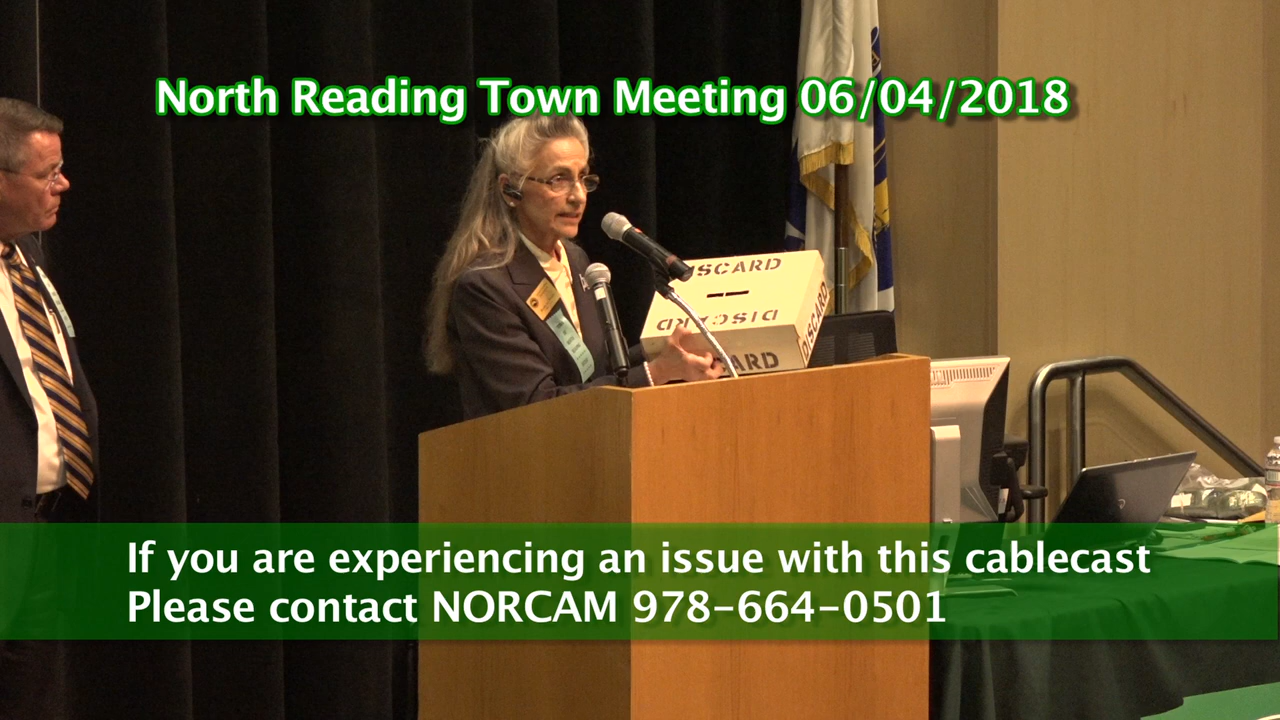 North Reading Town Meeting 06/04/2018
DISCARD
DISCARD
DISCARD
ARD
If you are experiencing an issue with this cablecast
Please contact NORCAM 978-664-0501